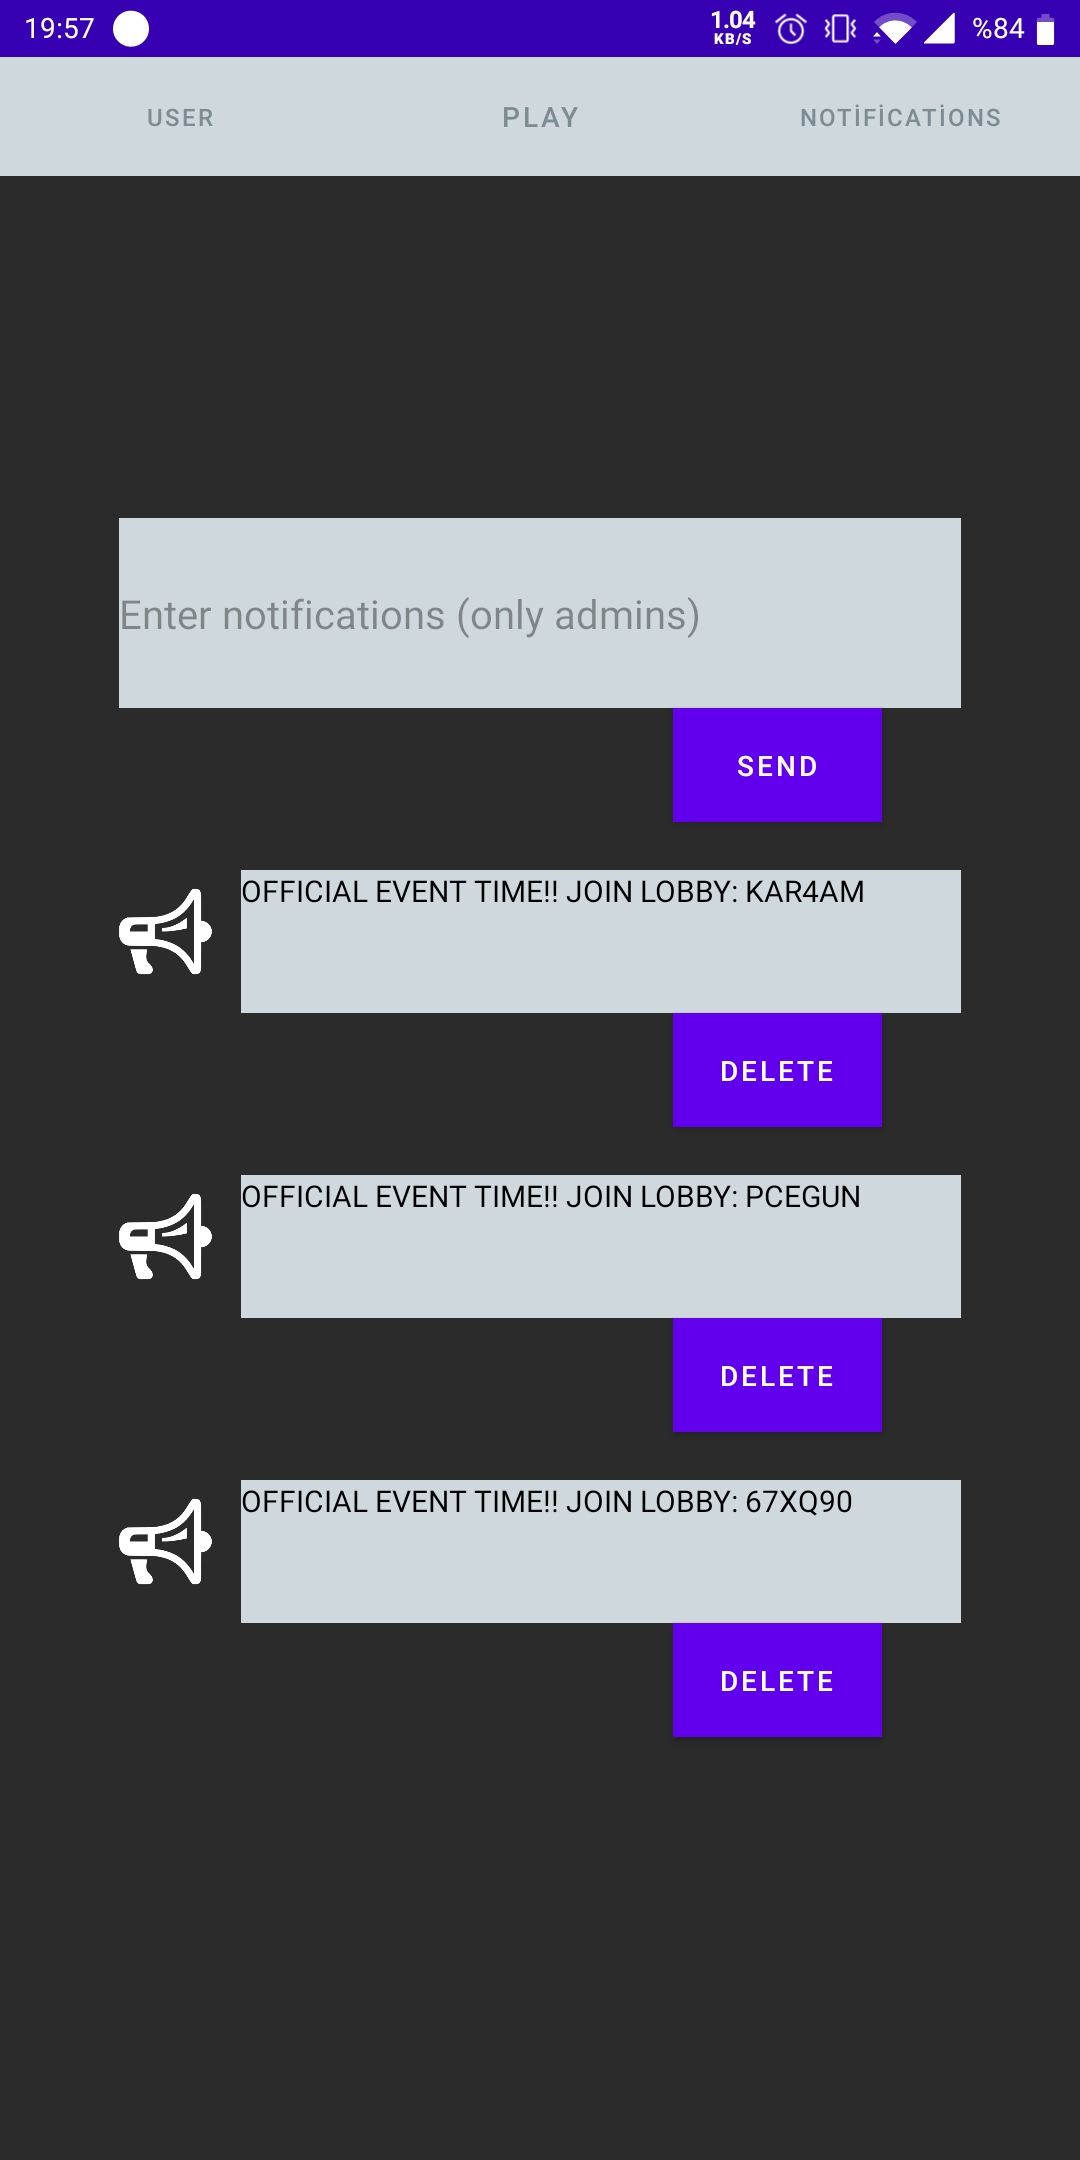 19:57 1.04 KB/S %84
USER PLAY NOTİFİCATİONS
Enter notifications (only admins)
SEND
OFFICIAL EVENT TIME!! JOIN LOBBY: KAR4AM
DELETE
OFFICIAL EVENT TIME!! JOIN LOBBY: PCEGUN
DELETE
OFFICIAL EVENT TIME!! JOIN LOBBY: 67XQ90
DELETE